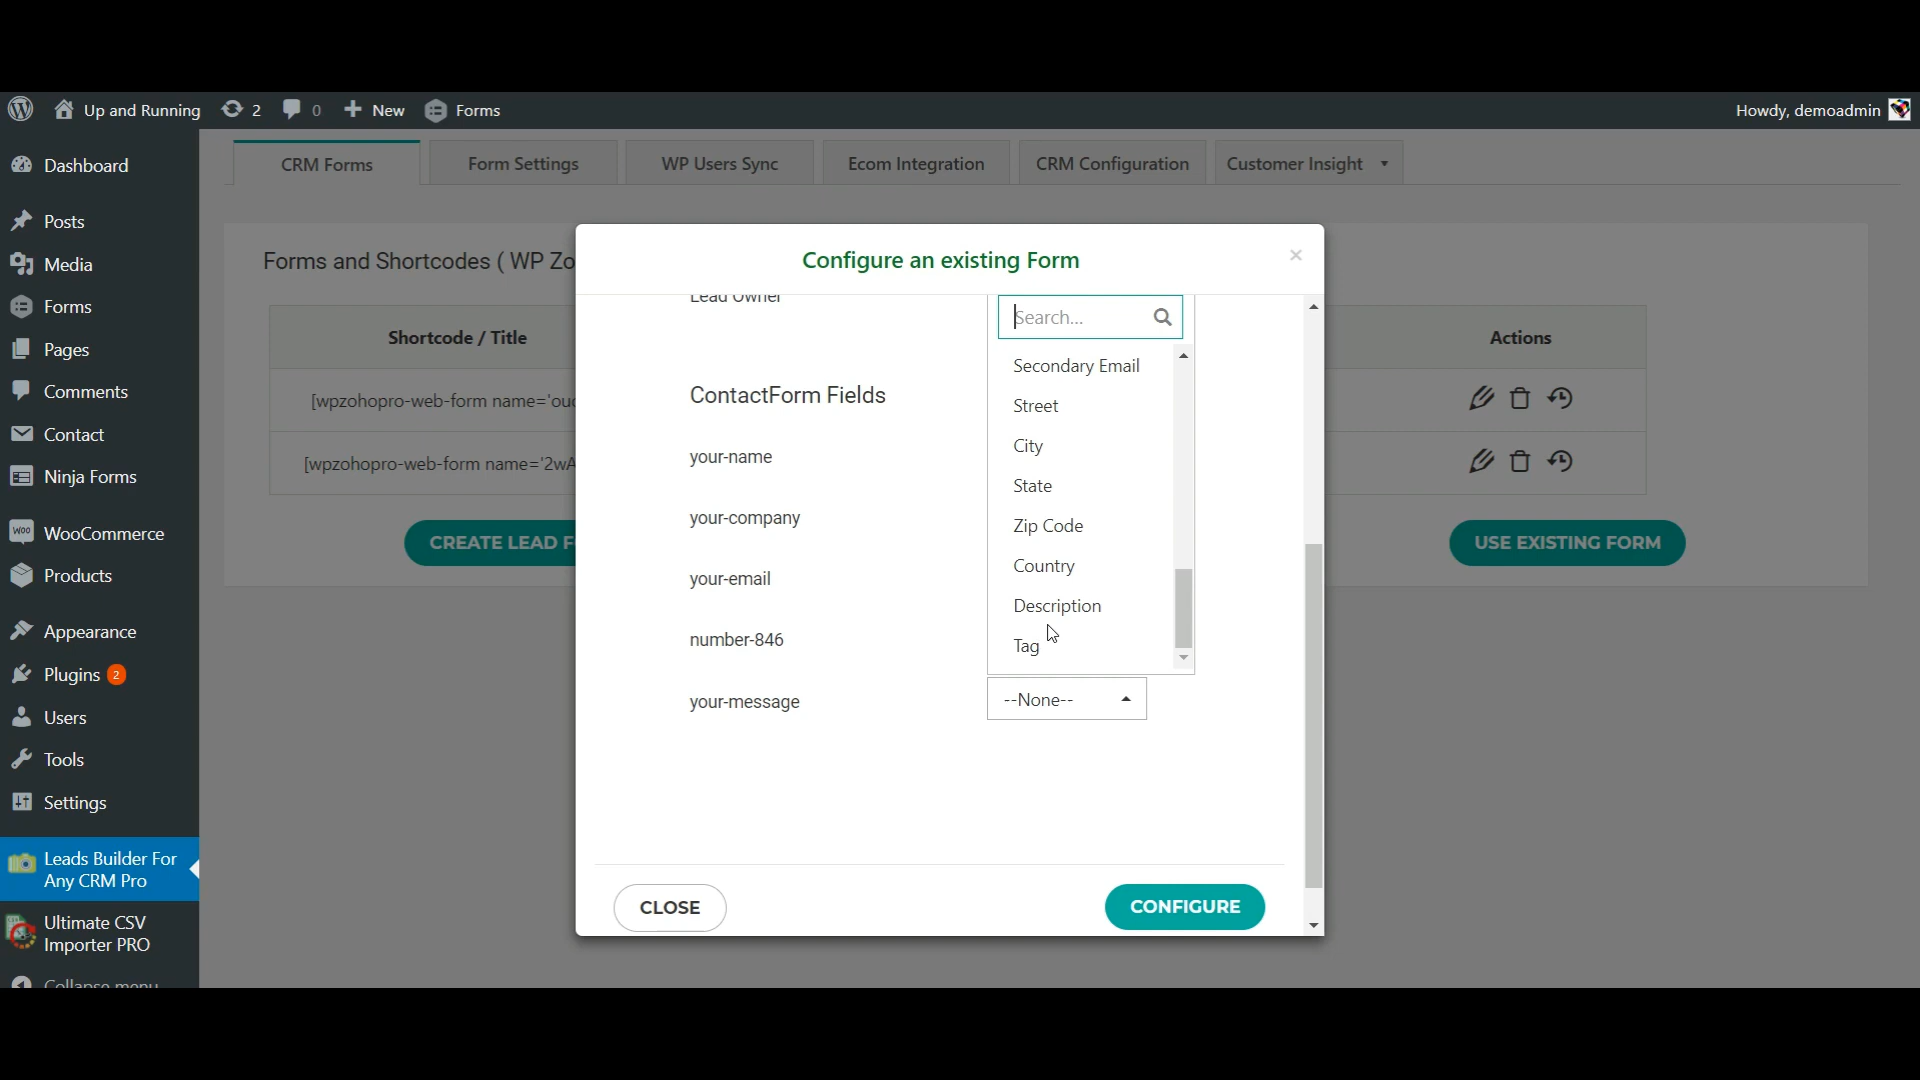 Up and Running 2 0 New Forms
Howdy, demoadmin
Dashboard
Posts
Media
Forms
Pages
Comments
Contact
Ninja Forms
WooCommerce
Products
Appearance
Plugins 2
Users
Tools
Settings
Leads Builder For
Any CRM Pro
Ultimate CSV
Importer PRO
Collapse menu
CRM Forms
Form Settings
WP Users Sync
Ecom Integration
CRM Configuration
Customer Insight
Forms and Shortcodes ( WP Zo
Shortcode / Title
Actions
[wpzohopro-web-form name='ouc
[wpzohopro-web-form name='2wA
CREATE LEAD F
USE EXISTING FORM
Configure an existing Form
×
Lead Owner
ContactForm Fields
your-name
your-company
your-email
number-846
your-message
Search...
Secondary Email
Street
City
State
Zip Code
Country
Description
Tag
--None--
CLOSE
CONFIGURE